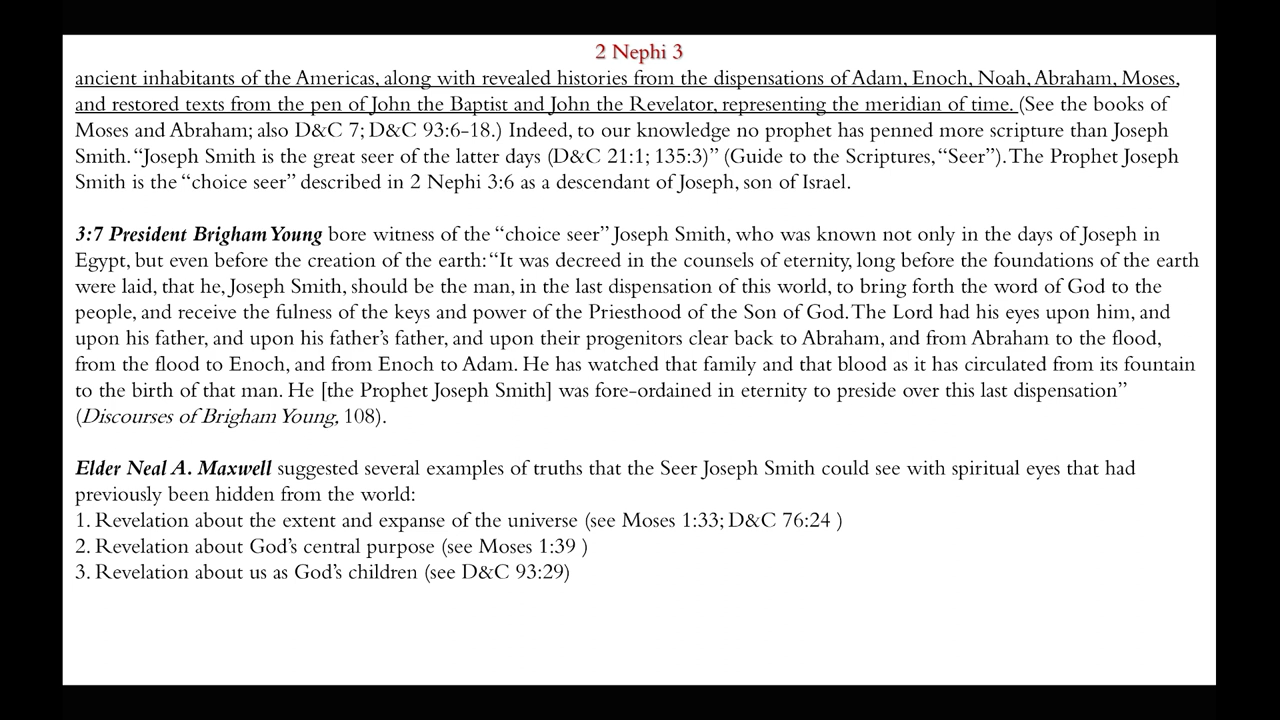 2 Nephi 3
ancient inhabitants of the Americas, along with revealed histories from the dispensations of Adam, Enoch, Noah, Abraham, Moses,
and restored texts from the pen of John the Baptist and John the Revelator, representing the meridian of time. (See the books of
Moses and Abraham; also D&C 7; D&C 93:6-18.) Indeed, to our knowledge no prophet has penned more scripture than Joseph
Smith. “Joseph Smith is the great seer of the latter days (D&C 21:1; 135:3)” (Guide to the Scriptures, “Seer”). The Prophet Joseph
Smith is the “choice seer” described in 2 Nephi 3:6 as a descendant of Joseph, son of Israel.
3:7 President Brigham Young bore witness of the “choice seer” Joseph Smith, who was known not only in the days of Joseph in
Egypt, but even before the creation of the earth: “It was decreed in the counsels of eternity, long before the foundations of the earth
were laid, that he, Joseph Smith, should be the man, in the last dispensation of this world, to bring forth the word of God to the
people, and receive the fulness of the keys and power of the Priesthood of the Son of God. The Lord had his eyes upon him, and
upon his father, and upon his father’s father, and upon their progenitors clear back to Abraham, and from Abraham to the flood,
from the flood to Enoch, and from Enoch to Adam. He has watched that family and that blood as it has circulated from its fountain
to the birth of that man. He [the Prophet Joseph Smith] was fore-ordained in eternity to preside over this last dispensation”
(Discourses of Brigham Young, 108).
Elder Neal A. Maxwell suggested several examples of truths that the Seer Joseph Smith could see with spiritual eyes that had
previously been hidden from the world:
1. Revelation about the extent and expanse of the universe (see Moses 1:33; D&C 76:24 )
2. Revelation about God’s central purpose (see Moses 1:39 )
3. Revelation about us as God’s children (see D&C 93:29)